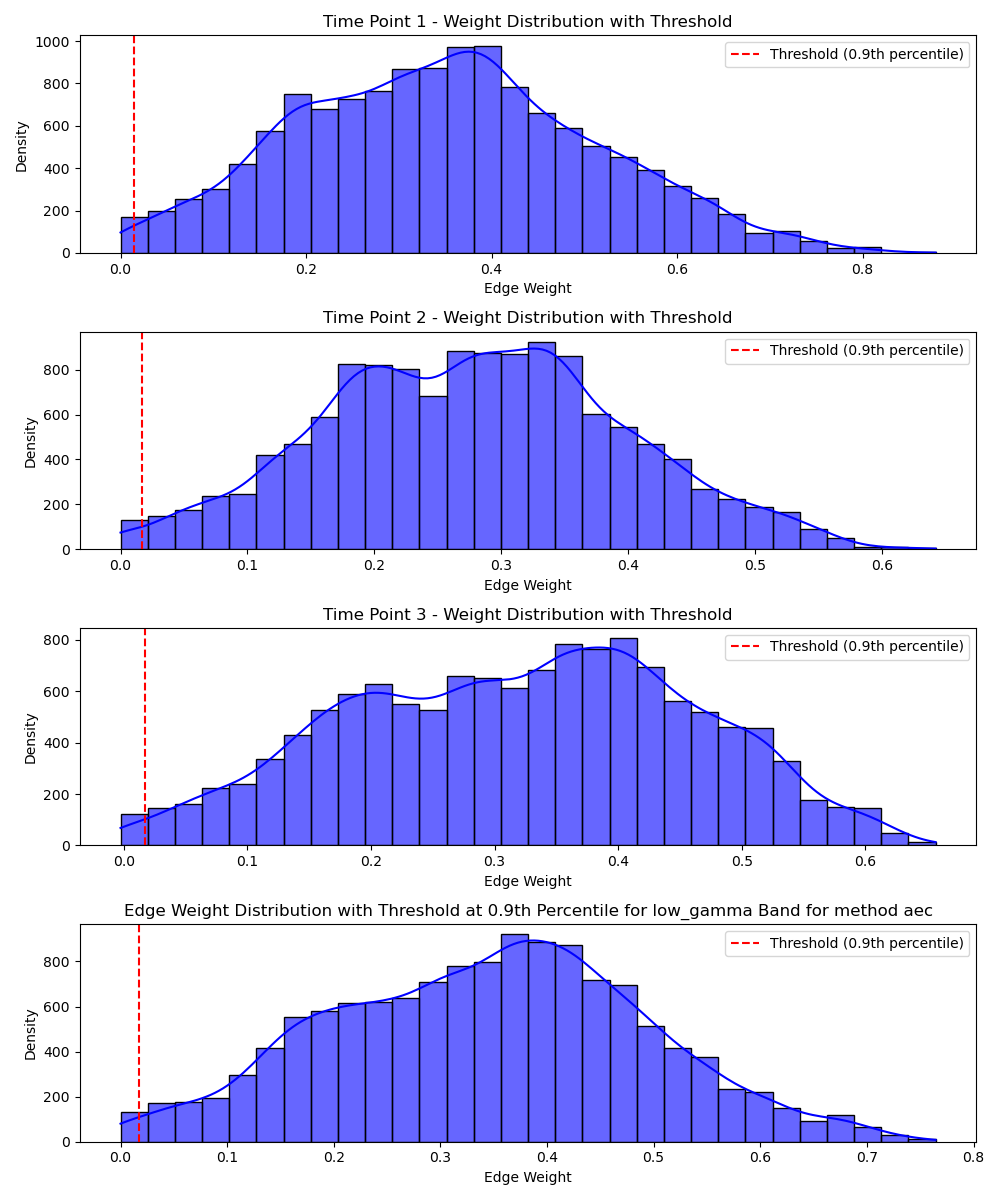 Time Point 1 - Weight Distribution with Threshold
1000
800
600
400
200
0
Density
Threshold (0.9th percentile)
0.0 0.2 0.4 0.6 0.8
Edge Weight
Time Point 2 - Weight Distribution with Threshold
800
600
400
200
0
Density
Threshold (0.9th percentile)
0.0 0.1 0.2 0.3 0.4 0.5 0.6
Edge Weight
Time Point 3 - Weight Distribution with Threshold
800
600
400
200
0
Density
Threshold (0.9th percentile)
0.0 0.1 0.2 0.3 0.4 0.5 0.6
Edge Weight
Edge Weight Distribution with Threshold at 0.9th Percentile for low_gamma Band for method aec
800
600
400
200
0
Density
Threshold (0.9th percentile)
0.0 0.1 0.2 0.3 0.4 0.5 0.6 0.7 0.8
Edge Weight